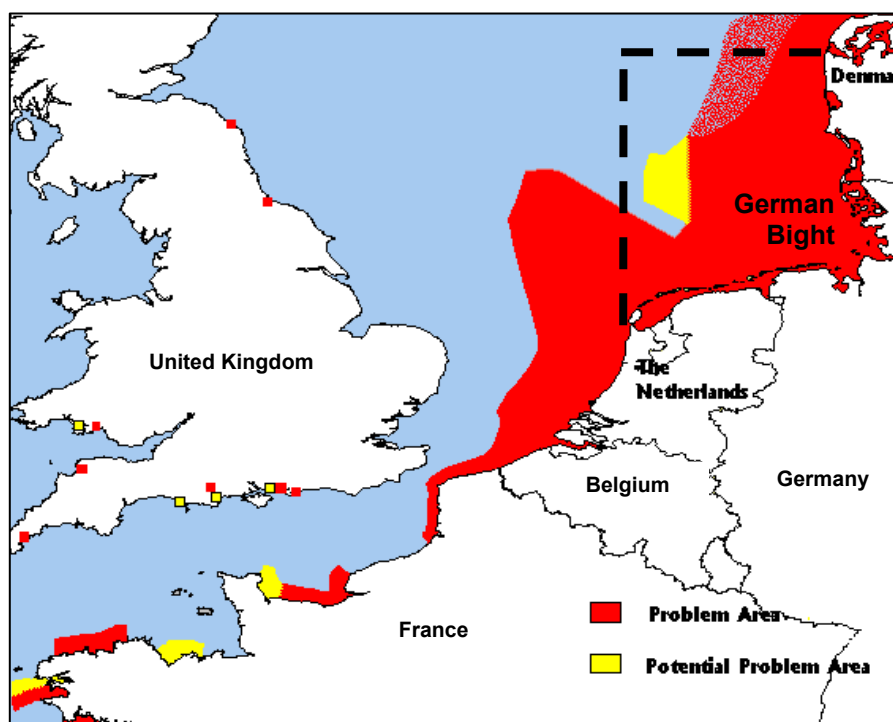 Denma
German
Bight
United Kingdom
The
Netherlands
Belgium
Germany
France
Problem Area
Potential Problem Area